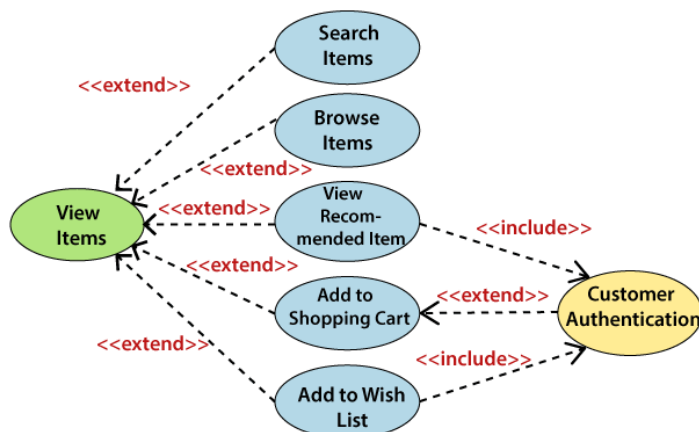 Search
Items
<<extend>>
Browse
Items
<<extend>>
View
Recom-
mended Item
<<extend>>
View
Items
<<include>>
<<extend>>
Add to
Shopping Cart
<<extend>>
Customer
Authentication
<<extend>>
<<include>>
Add to Wish
List